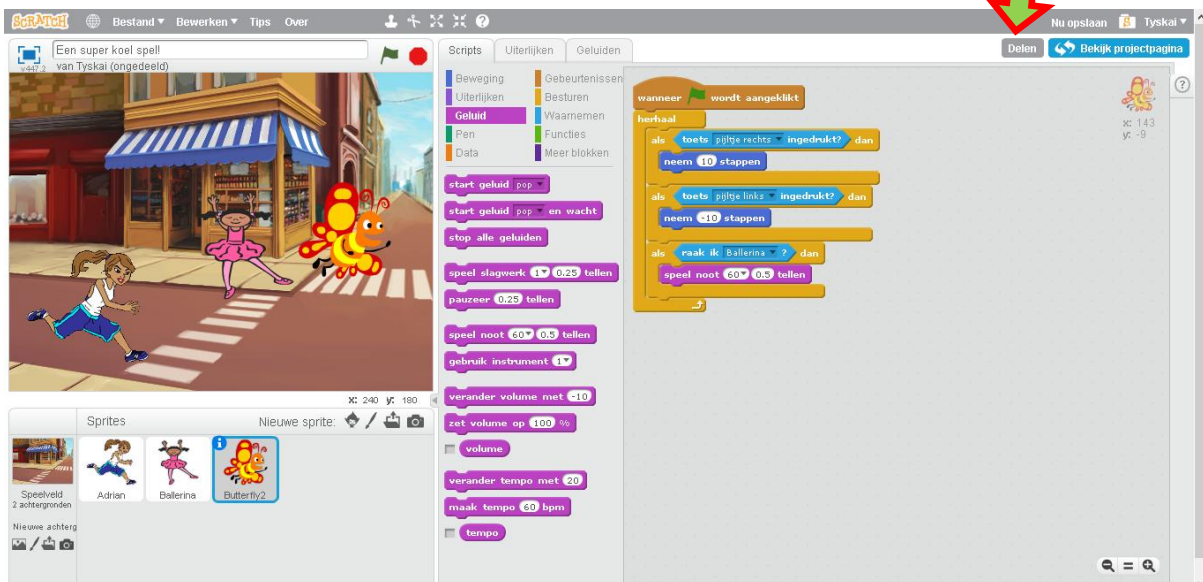 SCRATCH Bestand Bewerken Tips Over Nu opslaan Tyskai
Een super koel spel!
v447.2 van Tyskai (ongedeeld)
Scripts Uiterlijken Geluiden
Delen Bekijk projectpagina
Beweging Gebeurtenissen
Uiterlijken Besturen
Geluid Waarnemen
Pen Functies
Data Meer blokken
start geluid pop
start geluid pop en wacht
stop alle geluiden
speel slagwerk 1 0.25 tellen
pauzeer 0.25 tellen
speel noot 60 0.5 tellen
gebruik instrument 1
verander volume met -10
zet volume op 100 %
volume
verander tempo met 20
maak tempo 60 bpm
tempo
wanneer wordt aangeklikt
herhaal
als toets pijltje rechts ingedrukt? dan
neem 10 stappen
als toets pijltje links ingedrukt? dan
neem -10 stappen
als raak ik Ballerina ? dan
speel noot 60 0.5 tellen
x: 143
y: -9
X: 240 y: 180
Sprites Nieuwe sprite:
Speelveld
2 achtergronden
Adrian Ballerina Butterfly2
Nieuwe achterg